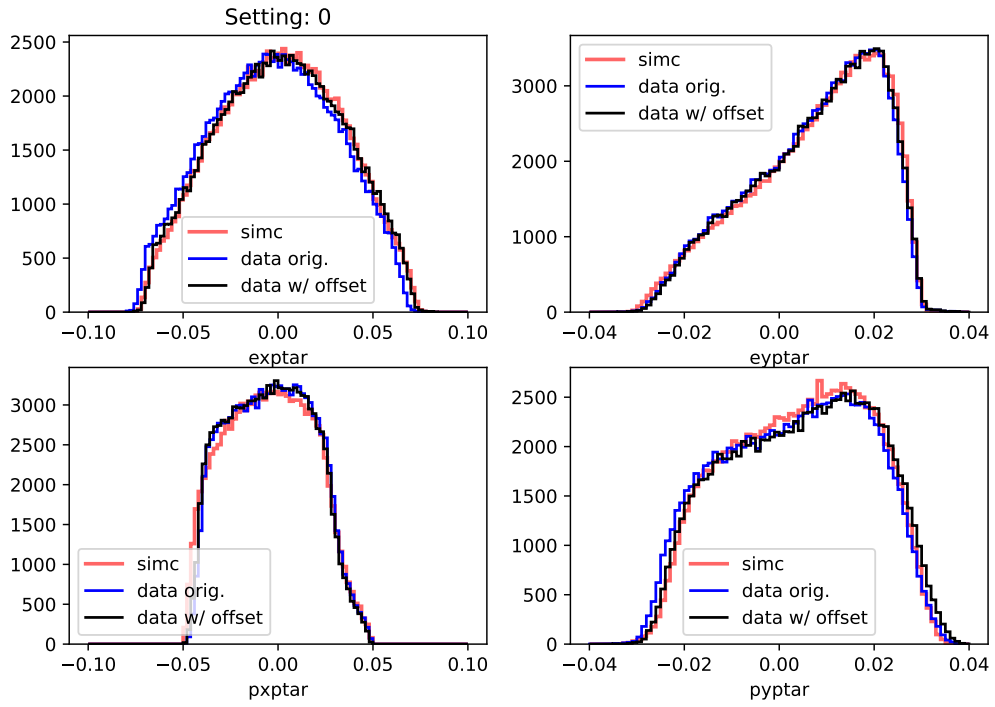 Setting: 0
2500
2000
1500
1000
500
0
simc
data orig.
data w/ offset
−0.10 −0.05 0.00 0.05 0.10
exptar
3000
2000
1000
0
simc
data orig.
data w/ offset
−0.04 −0.02 0.00 0.02 0.04
eyptar
3000
2500
2000
1500
1000
500
0
simc
data orig.
data w/ offset
−0.10 −0.05 0.00 0.05 0.10
pxptar
2500
2000
1500
1000
500
0
simc
data orig.
data w/ offset
−0.04 −0.02 0.00 0.02 0.04
pyptar